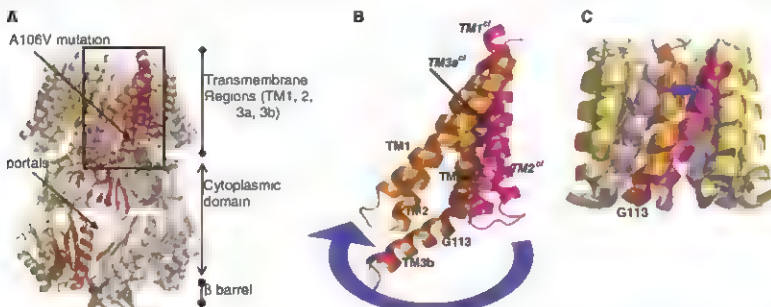 A
A106V mutation
Transmembrane
Regions (TM1, 2,
3a, 3b)
portals
Cytoplasmic
domain
β barrel
B
TM1
TM3a
TM1
TM2
TM2
G113
TM3b
C
G113